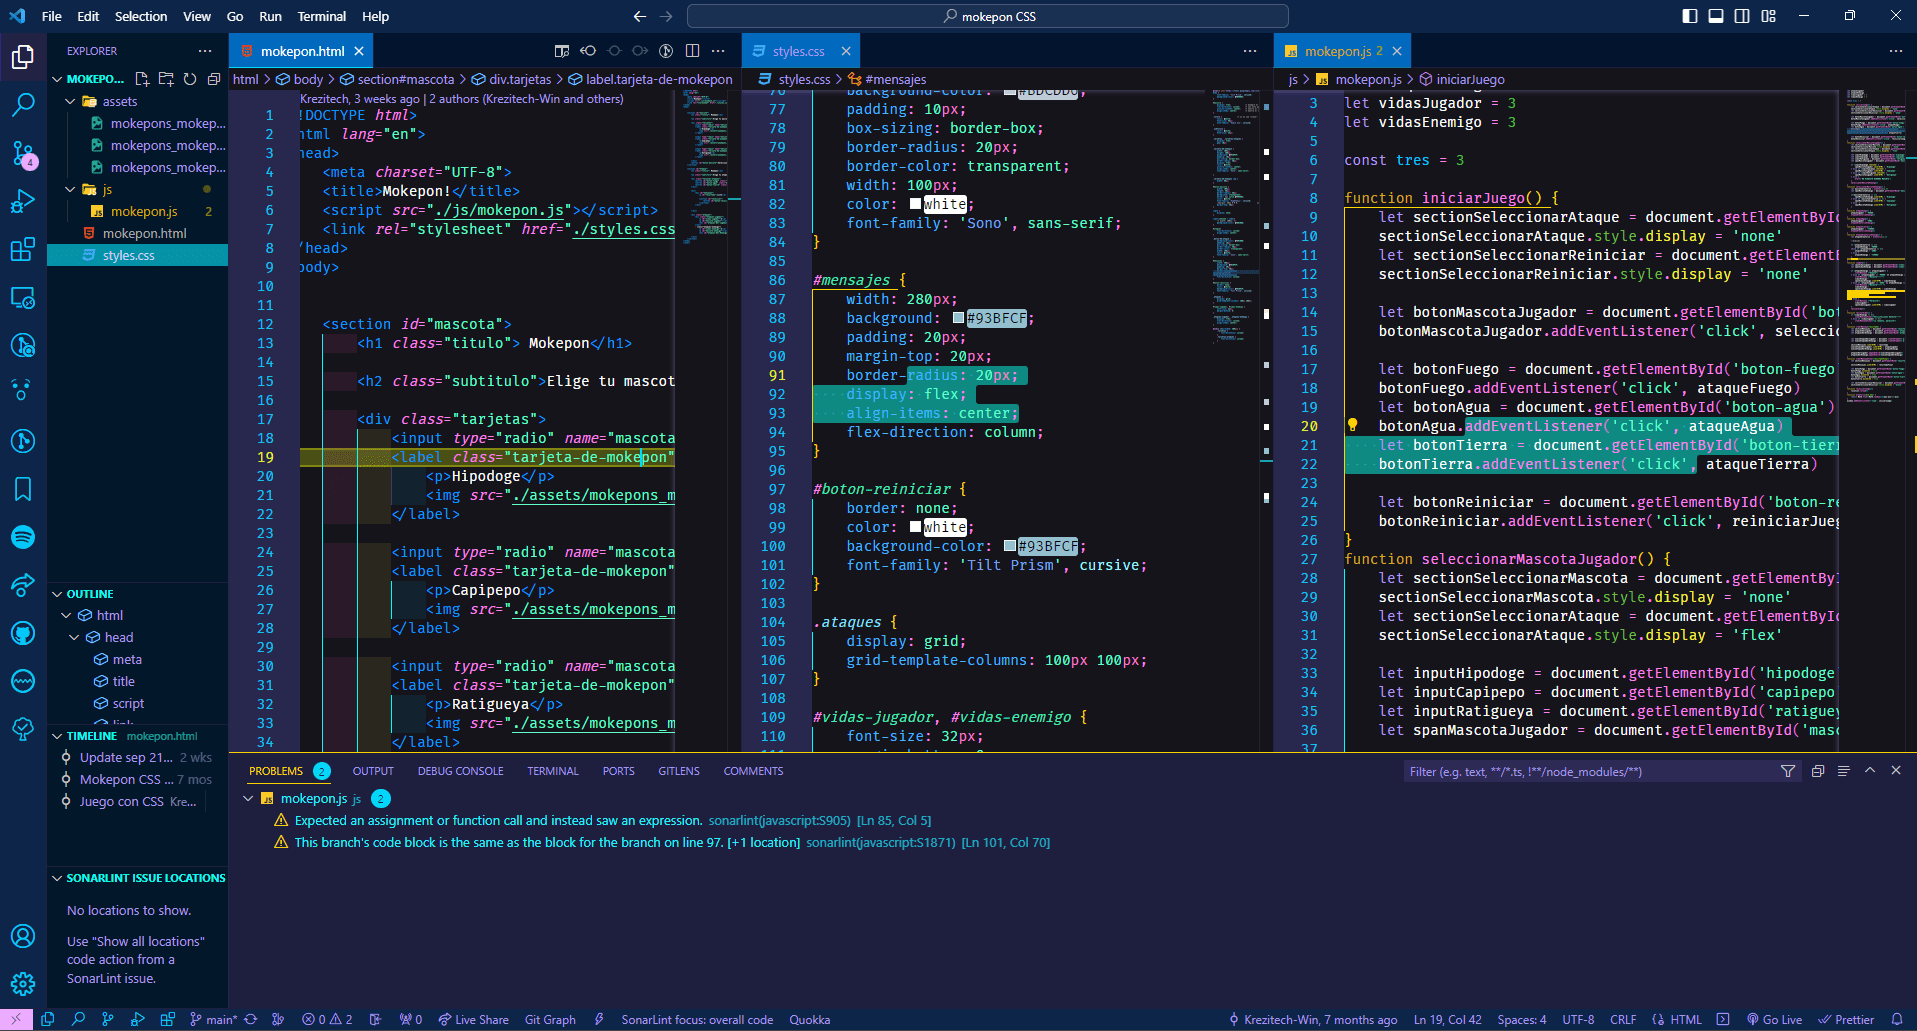 File Edit Selection View Go Run Terminal Help
mokepon CSS
EXPLORER
MOKEPO...
assets
mokepons_mokep...
mokepons_mokep...
mokepons_mokep...
js
mokepon.js 2
mokepon.html
styles.css
4
OUTLINE
html
head
meta
title
script
link
TIMELINE mokepon.html
Update sep 21... 2 wks
Mokepon CSS ... 7 mos
Juego con CSS Kre...
SONARLINT ISSUE LOCATIONS
No locations to show.
Use "Show all locations"
code action from a
SonarLint issue.
mokepon.html
html > body > section#mascota > div.tarjetas > label.tarjeta-de-mokepon
Krezitech, 3 weeks ago | 2 authors (Krezitech-Win and others)
1 !DOCTYPE html>
2 html lang="en">
3 head>
4 <meta charset="UTF-8">
5 <title>Mokepon!</title>
6 <script src="./js/mokepon.js"></script>
7 <link rel="stylesheet" href="./styles.css
8 /head>
9 body>
10
11
12 <section id="mascota">
13 <h1 class="titulo"> Mokepon</h1>
14
15 <h2 class="subtitulo">Elige tu mascot
16
17 <div class="tarjetas">
18 <input type="radio" name="mascota
19 <label class="tarjeta-de-mokepon"
20 <p>Hipodoge</p>
21 <img src="./assets/mokepons_m
22 </label>
23
24 <input type="radio" name="mascota
25 <label class="tarjeta-de-mokepon"
26 <p>Capipepo</p>
27 <img src="./assets/mokepons_m
28 </label>
29
30 <input type="radio" name="mascota
31 <label class="tarjeta-de-mokepon"
32 <p>Ratigueya</p>
33 <img src="./assets/mokepons_m
34 </label>
styles.css
styles.css > #mensajes
76 background-color: #BDCDD6;
77 padding: 10px;
78 box-sizing: border-box;
79 border-radius: 20px;
80 border-color: transparent;
81 width: 100px;
82 color: white;
83 font-family: 'Sono', sans-serif;
84 }
85
86 #mensajes {
87 width: 280px;
88 background: #93BFCF;
89 padding: 20px;
90 margin-top: 20px;
91 border-radius: 20px;
92 display: flex;
93 align-items: center;
94 flex-direction: column;
95 }
96
97 #boton-reiniciar {
98 border: none;
99 color: white;
100 background-color: #93BFCF;
101 font-family: 'Tilt Prism', cursive;
102 }
103
104 .ataques {
105 display: grid;
106 grid-template-columns: 100px 100px;
107 }
108
109 #vidas-jugador, #vidas-enemigo {
110 font-size: 32px;
mokepon.js 2
js > mokepon.js > iniciarJuego
3 let vidasJugador = 3
4 let vidasEnemigo = 3
5
6 const tres = 3
7
8 function iniciarJuego() {
9 let sectionSeleccionarAtaque = document.getElementById
10 sectionSeleccionarAtaque.style.display = 'none'
11 let sectionSeleccionarReiniciar = document.getElementB
12 sectionSeleccionarReiniciar.style.display = 'none'
13
14 let botonMascotaJugador = document.getElementById('bot
15 botonMascotaJugador.addEventListener('click', seleccio
16
17 let botonFuego = document.getElementById('boton-fuego'
18 botonFuego.addEventListener('click', ataqueFuego)
19 let botonAgua = document.getElementById('boton-agua')
20 botonAgua.addEventListener('click', ataqueAgua)
21 let botonTierra = document.getElementById('boton-tierr
22 botonTierra.addEventListener('click', ataqueTierra)
23
24 let botonReiniciar = document.getElementById('boton-re
25 botonReiniciar.addEventListener('click', reiniciarJueg
26 }
27 function seleccionarMascotaJugador() {
28 let sectionSeleccionarMascota = document.getElementByI
29 sectionSeleccionarMascota.style.display = 'none'
30 let sectionSeleccionarAtaque = document.getElementById
31 sectionSeleccionarAtaque.style.display = 'flex'
32
33 let inputHipodoge = document.getElementById('hipodoge'
34 let inputCapipepo = document.getElementById('capipepo'
35 let inputRatigueya = document.getElementById('ratiguey
36 let spanMascotaJugador = document.getElementById('masc
37
PROBLEMS 2 OUTPUT DEBUG CONSOLE TERMINAL PORTS GITLENS COMMENTS
Filter (e.g. text, **/*.ts, !**/node_modules/**)
mokepon.js js 2
Expected an assignment or function call and instead saw an expression. sonarlint(javascript:S905) [Ln 85, Col 5]
This branch's code block is the same as the block for the branch on line 97. [+1 location] sonarlint(javascript:S1871) [Ln 101, Col 70]
main* 0 2 0 Live Share Git Graph SonarLint focus: overall code Quokka
Krezitech-Win, 7 months ago Ln 19, Col 42 Spaces: 4 UTF-8 CRLF HTML Go Live Prettier